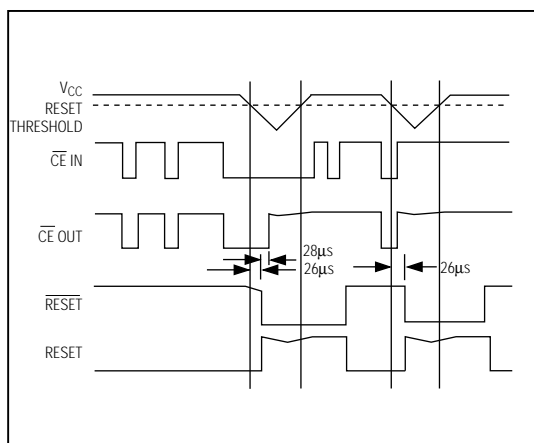 VCC
RESET
THRESHOLD
CE IN
CE OUT
28µs
26µs
26µs
RESET
RESET